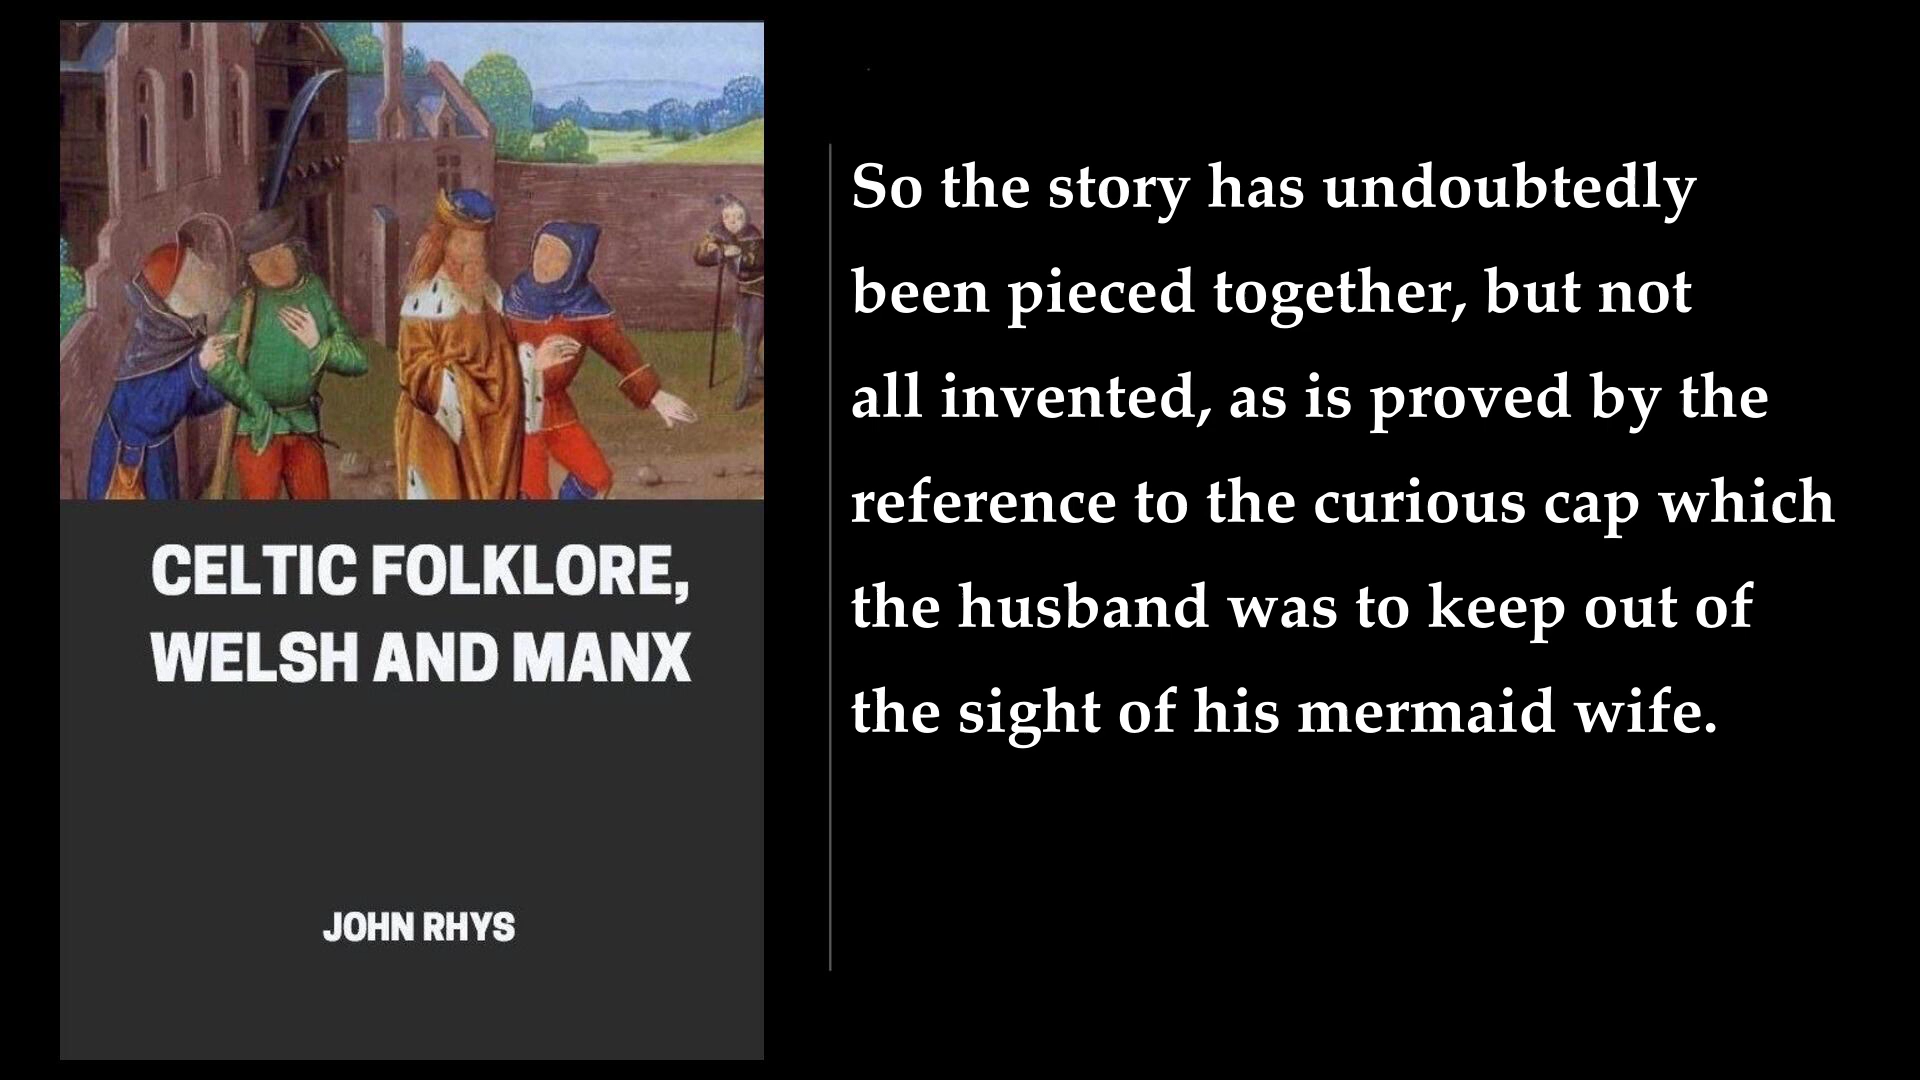 CELTIC FOLKLORE,
WELSH AND MANX
JOHN RHYS
So the story has undoubtedly
been pieced together, but not
all invented, as is proved by the
reference to the curious cap which
the husband was to keep out of
the sight of his mermaid wife.